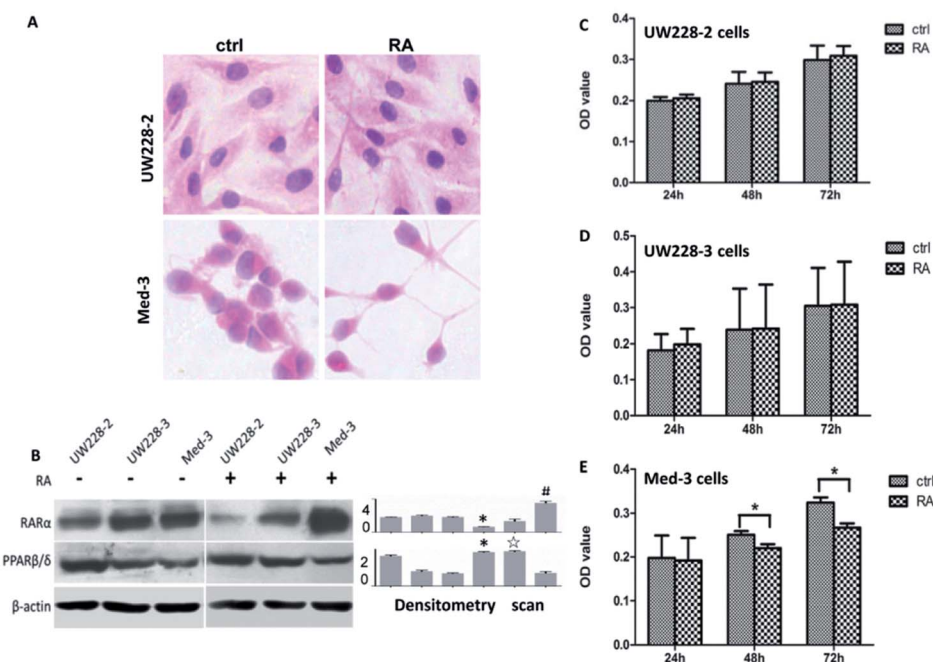 A
ctrl RA
UW228-2
Med-3
B
UW228-2 UW228-3 Med-3 UW228-2 UW228-3 Med-3
RA - - - + + +
RARα
PPARβ/δ
β-actin
4
1
* #
2
0
* ☆
Densitometry scan
C
UW228-2 cells
ctrl
RA
OD value
0.4
0.3
0.2
0.1
0.0
24h 48h 72h
D
UW228-3 cells
ctrl
RA
OD value
0.5
0.4
0.3
0.2
0.1
0.0
24h 48h 72h
E
Med-3 cells
ctrl
RA
OD value
0.4
0.3
0.2
0.1
0.0
* *
24h 48h 72h